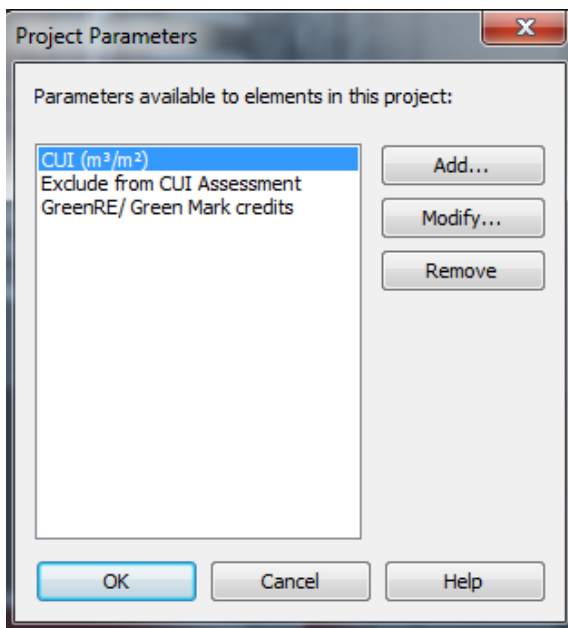 Project Parameters
Parameters available to elements in this project:
CUI (m³/m²)
Exclude from CUI Assessment
GreenRE/ Green Mark credits
Add...
Modify...
Remove
OK
Cancel
Help